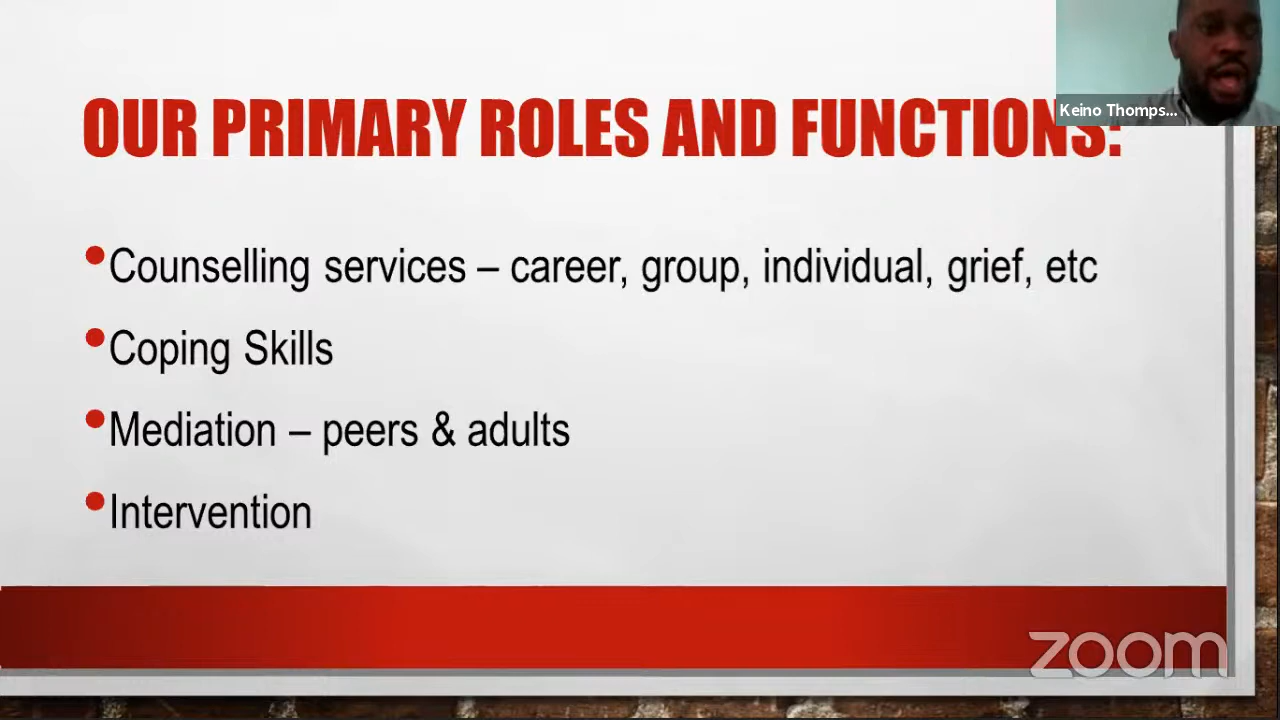 Keino Thomps...
OUR PRIMARY ROLES AND FUNCTIONS:
•Counselling services – career, group, individual, grief, etc
•Coping Skills
•Mediation – peers & adults
•Intervention
zoom